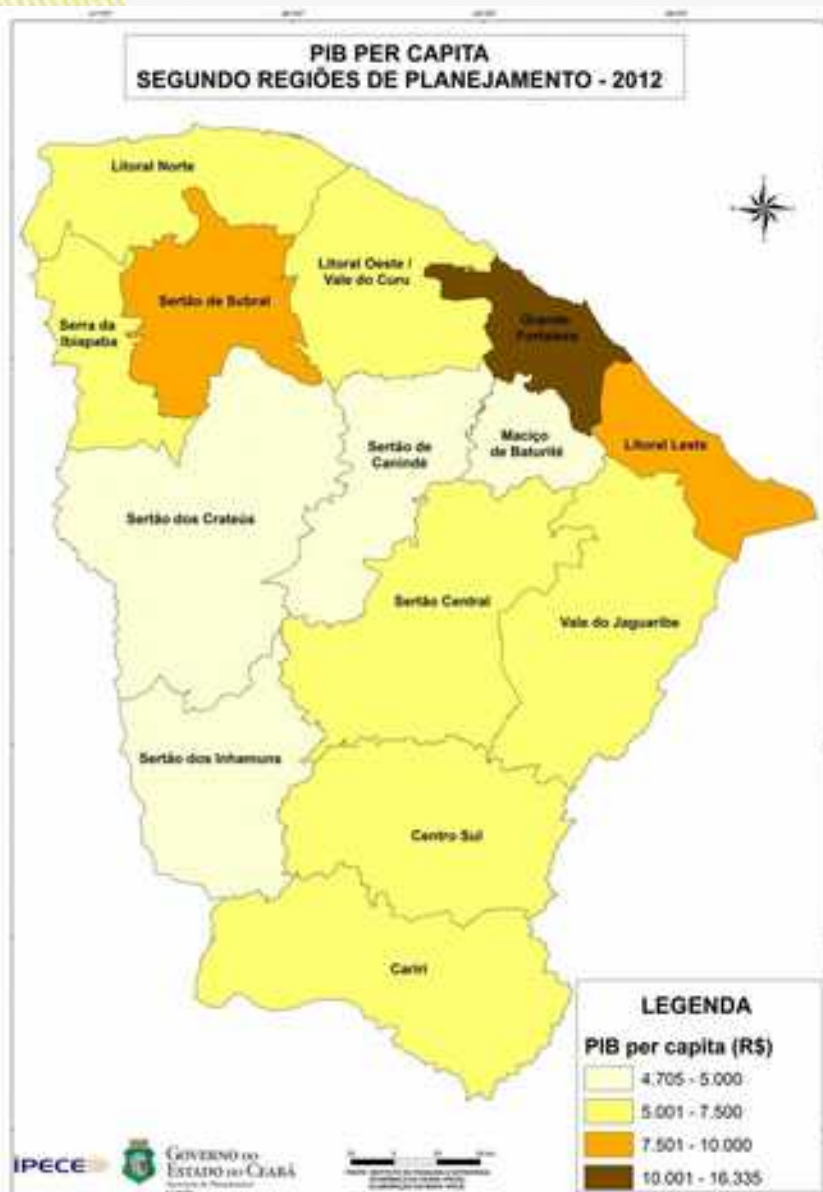 PIB PER CAPITA
SEGUNDO REGIÕES DE PLANEJAMENTO - 2012
Litoral Norte
Litoral Oeste /
Vale do Curu
Sertão de Sobral
Serra da
Ibiapaba
Grande
Fortaleza
Sertão de
Canindé
Maciço
de Baturité
Litoral Leste
Sertão dos Crateús
Sertão Central
Vale do Jaguaribe
Sertão dos Inhamuns
Centro Sul
Cariri
LEGENDA
PIB per capita (R$)
4.705 - 5.000
5.001 - 7.500
7.501 - 10.000
10.001 - 16.335
IPECE
GOVERNO DO
ESTADO DO CEARÁ